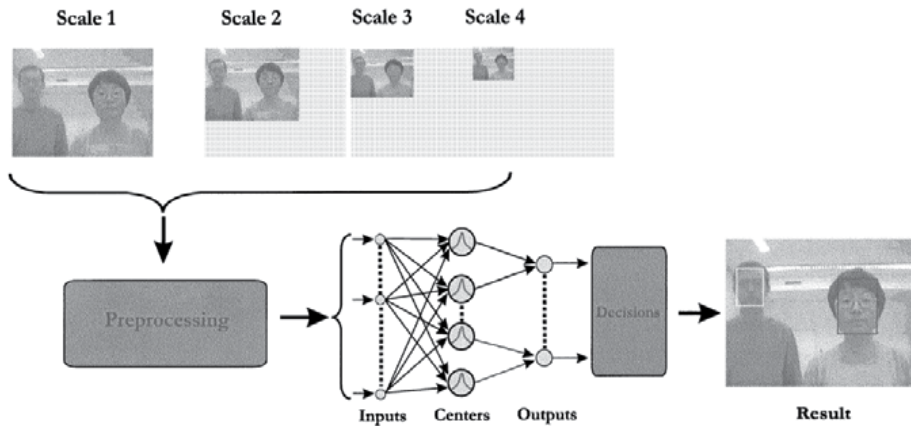 Scale 1 Scale 2 Scale 3 Scale 4
Preprocessing
Decisions
Inputs Centers Outputs
Result